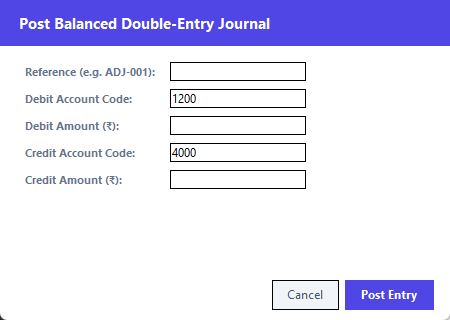 Post Balanced Double-Entry Journal
Reference (e.g. ADJ-001):
Debit Account Code: 1200
Debit Amount (₹):
Credit Account Code: 4000
Credit Amount (₹):
Cancel Post Entry